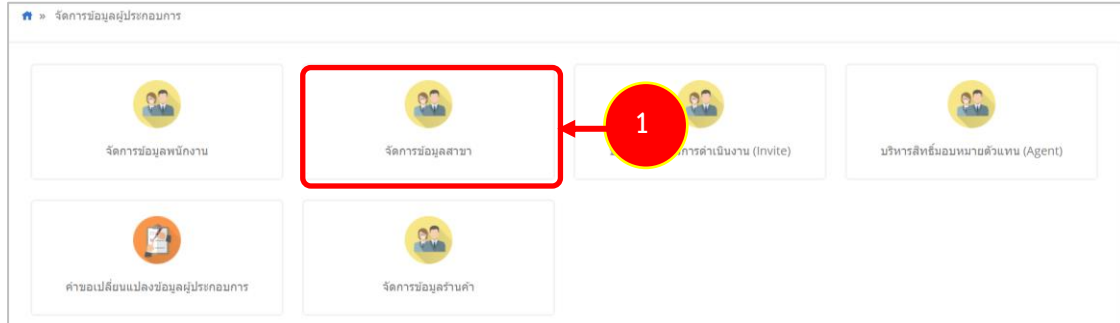 » จัดการข้อมูลผู้ประกอบการ
จัดการข้อมูลพนักงาน
จัดการข้อมูลสาขา
1
การดำเนินงาน (Invite)
บริหารสิทธิ์มอบหมายตัวแทน (Agent)
คำขอเปลี่ยนแปลงข้อมูลผู้ประกอบการ
จัดการข้อมูลร้านค้า